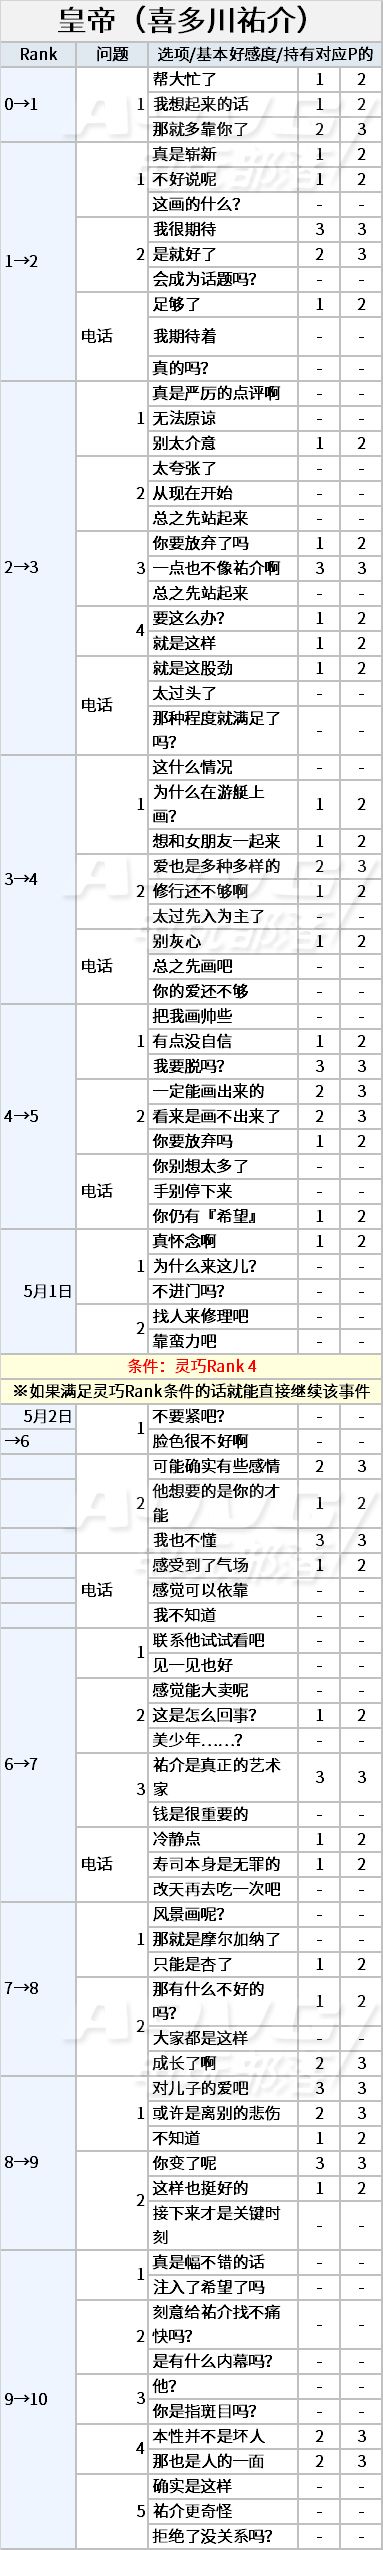 皇帝（喜多川祐介）
Rank 问题 选项/基本好感度/持有对应P的
0→1 1 帮大忙了 1 2
我想起来的话 1 2
那就多靠你了 2 3
1→2 1 真是崭新 1 2
不好说呢 1 2
这画的什么? - -
2 我很期待 3 3
是就好了 2 3
会成为话题吗? - -
电话 足够了 1 2
我期待着 - -
真的吗? - -
2→3 1 真是严厉的点评啊 - -
无法原谅 - -
别太介意 1 2
2 太夸张了 - -
从现在开始 - -
总之先站起来 - -
3 你要放弃了吗 1 2
一点也不像祐介啊 3 3
总之先站起来 - -
4 要这么办? 1 2
就是这样 1 2
电话 就是这股劲 1 2
太过头了 - -
那种程度就满足了
吗? - -
3→4 1 这什么情况 - -
为什么在游艇上
画? 1 2
想和女朋友一起来 1 2
2 爱也是多种多样的 2 3
修行还不够啊 1 2
太过先入为主了 - -
电话 别灰心 1 2
总之先画吧 - -
你的爱还不够 - -
4→5 1 把我画帅些 - -
有点没自信 1 2
我要脱吗? 3 3
2 一定能画出来的 2 3
看来是画不出来了 2 3
你要放弃吗 1 2
电话 你别想太多了 - -
手别停下来 - -
你仍有『希望』 1 2
5月1日 1 真怀念啊 1 2
为什么来这儿? - -
不进门吗? - -
2 找人来修理吧 - -
靠蛮力吧 - -
条件：灵巧Rank 4
※如果满足灵巧Rank条件的话就能直接继续该事件
5月2日 1 不要紧吧? - -
→6 脸色很不好啊 - -
2 可能确实有些感情 2 3
他想要的是你的才
能 1 2
我也不懂 3 3
电话 感受到了气场 1 2
感觉可以依靠 - -
我不知道 - -
6→7 1 联系他试试看吧 - -
见一见也好 - -
2 感觉能大卖呢 - -
这是怎么回事? 1 2
美少年……? - -
3 祐介是真正的艺术
家 3 3
钱是很重要的 - -
电话 冷静点 1 2
寿司本身是无罪的 1 2
改天再去吃一次吧 - -
7→8 1 风景画呢? - -
那就是摩尔加纳了 - -
只能是杏了 1 2
2 那有什么不好的
吗? 1 2
大家都是这样 - -
成长了啊 2 3
8→9 1 对儿子的爱吧 3 3
或许是离别的悲伤 2 3
不知道 1 2
2 你变了呢 3 3
这样也挺好的 1 2
接下来才是关键时
刻 - -
9→10 1 真是幅不错的话 - -
注入了希望了吗 - -
2 刻意给祐介找不痛
快吗? - -
是有什么内幕吗? - -
3 他? - -
你是指斑目吗? - -
4 本性并不是坏人 2 3
那也是人的一面 2 3
5 确实是这样 - -
祐介更奇怪 - -
拒绝了没关系吗? - -